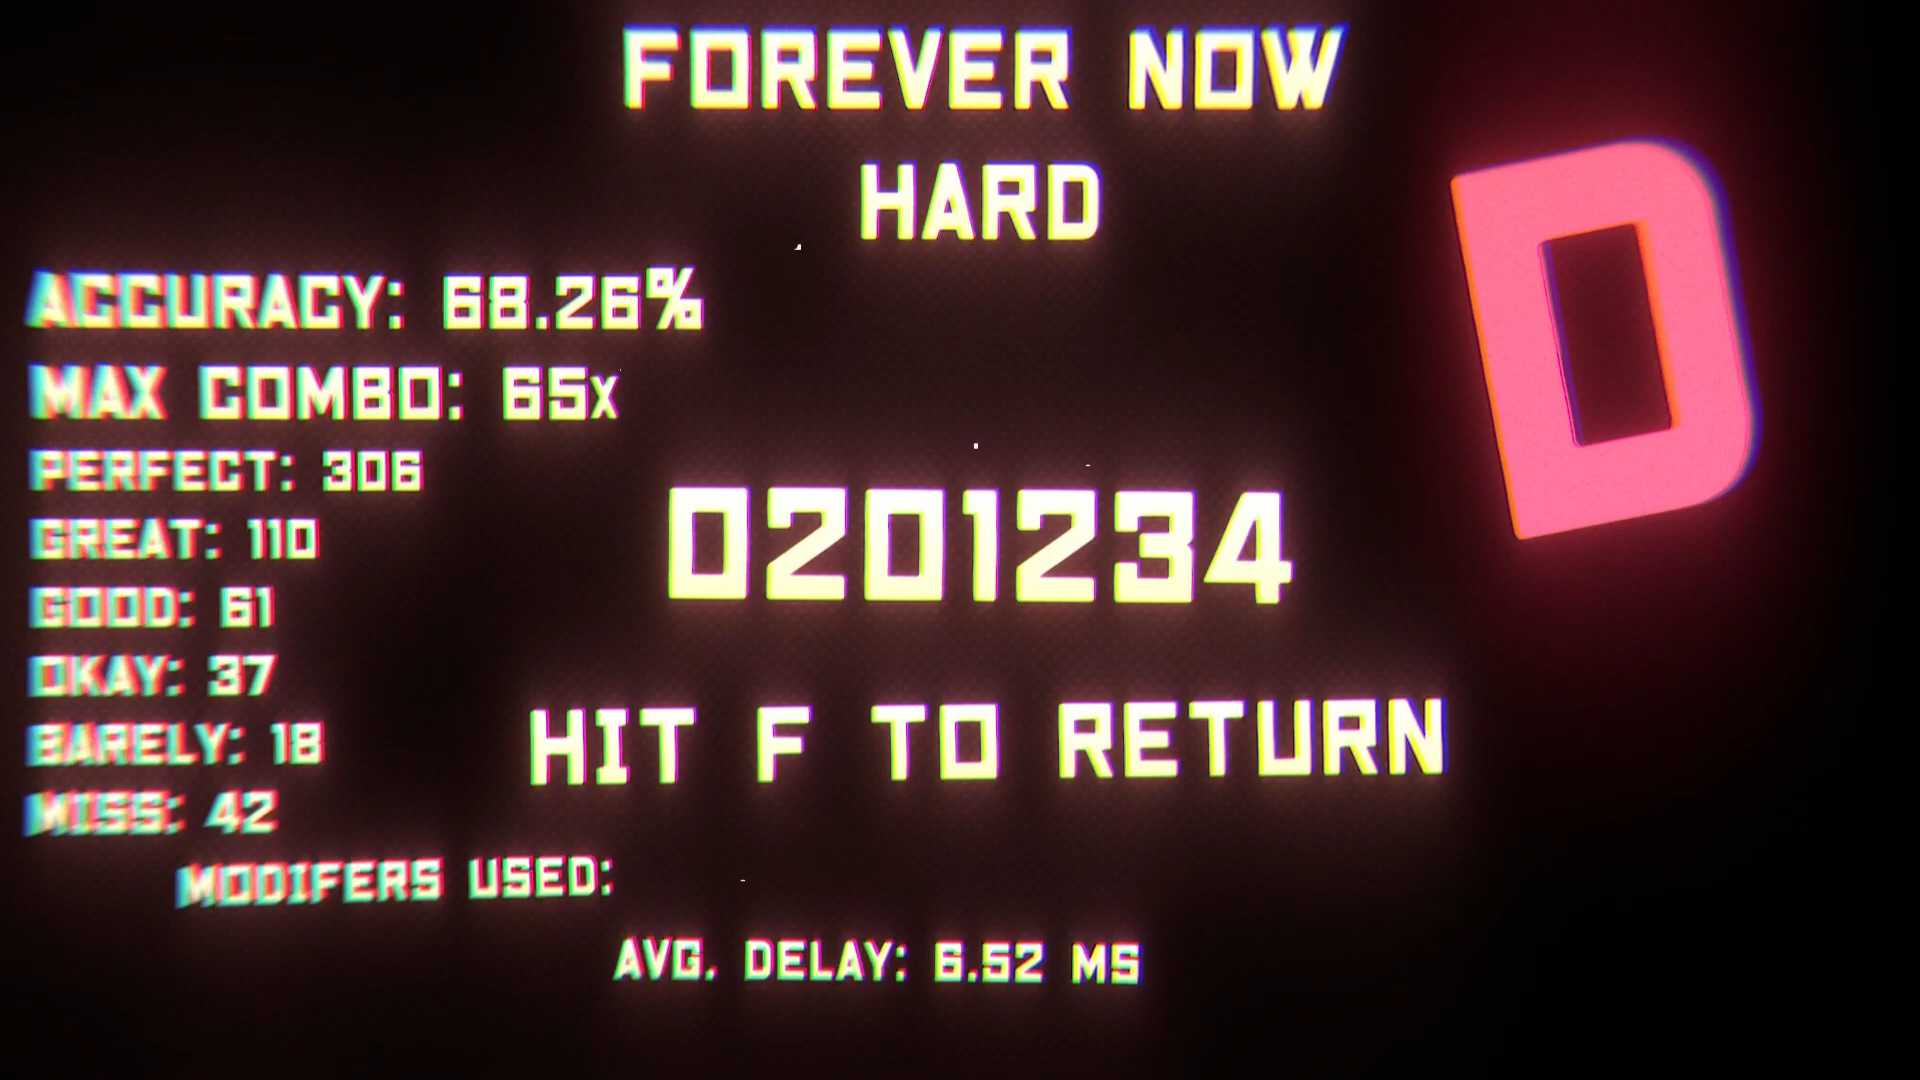 FOREVER NOW
HARD
D
ACCURACY: 68.26%
MAX COMBO: 65x
PERFECT: 306
GREAT: 110
GOOD: 61
OKAY: 37
BARELY: 18
MISS: 42
0201234
HIT F TO RETURN
MODIFERS USED:
AVG. DELAY: 6.52 MS